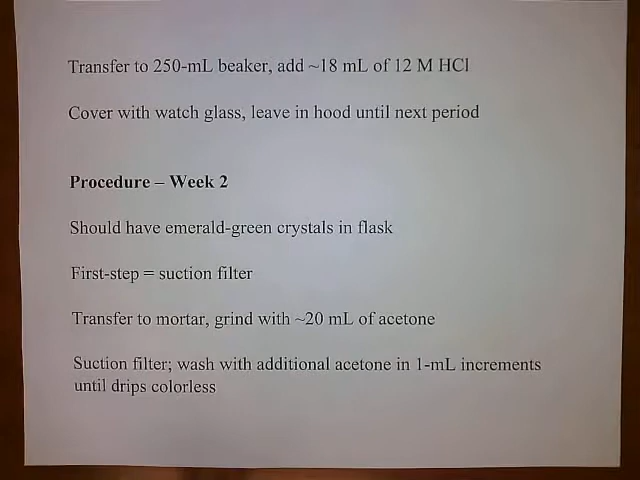 Transfer to 250-mL beaker, add ~18 mL of 12 M HCl
Cover with watch glass, leave in hood until next period
Procedure – Week 2
Should have emerald-green crystals in flask
First-step = suction filter
Transfer to mortar, grind with ~20 mL of acetone
Suction filter; wash with additional acetone in 1-mL increments
until drips colorless